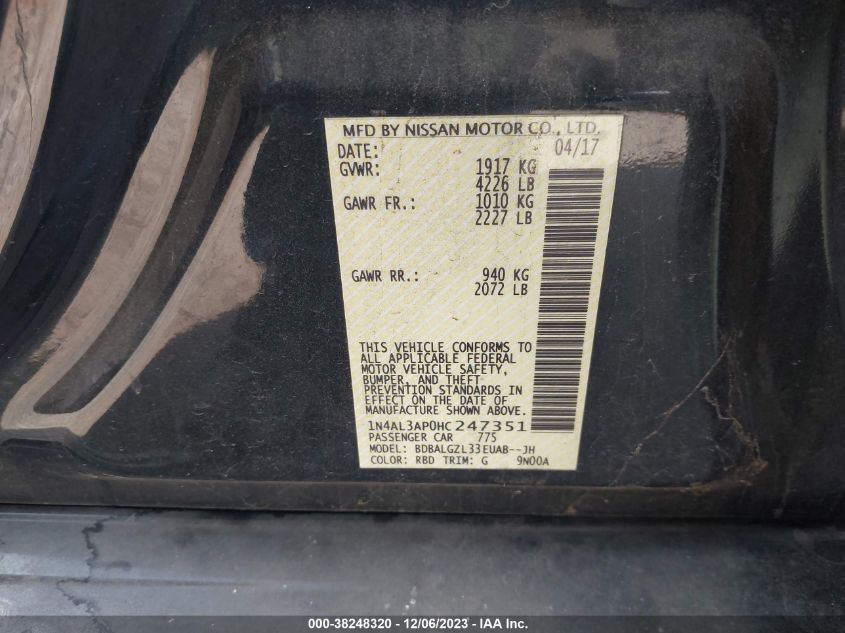 MFD BY NISSAN MOTOR CO., LTD.
DATE: 04/17
GVWR: 1917 KG
4226 LB
GAWR FR.: 1010 KG
2227 LB
GAWR RR.: 940 KG
2072 LB
THIS VEHICLE CONFORMS TO
ALL APPLICABLE FEDERAL
MOTOR VEHICLE SAFETY,
BUMPER, AND THEFT
PREVENTION STANDARDS IN
EFFECT ON THE DATE OF
MANUFACTURE SHOWN ABOVE.
1N4AL3AP0HC247351
PASSENGER CAR 775
MODEL: BDBALGZL33EUAB--JH
COLOR: RBD TRIM: G 9N00A
000-38248320 - 12/06/2023 - IAA Inc.